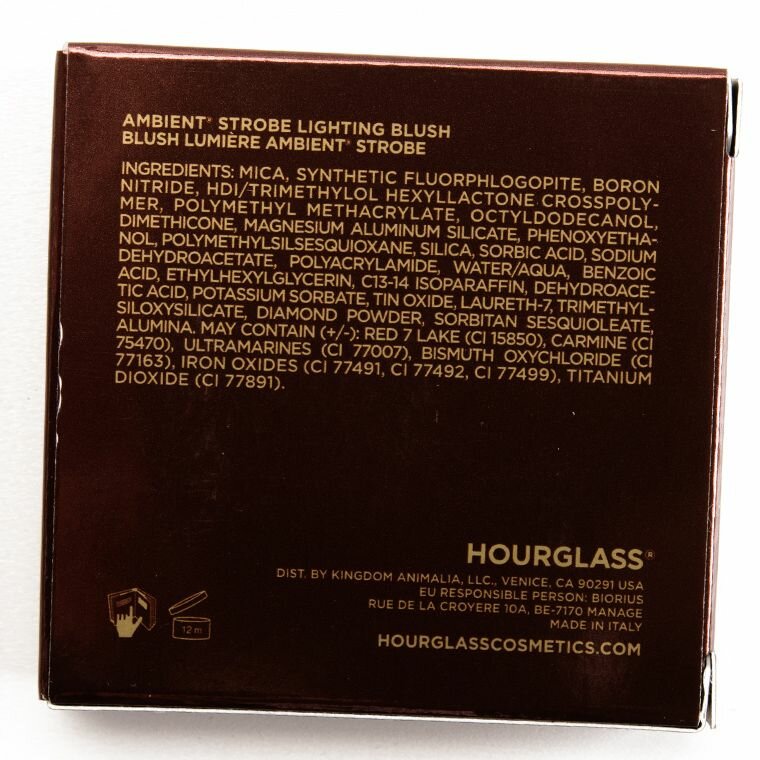 AMBIENT® STROBE LIGHTING BLUSH
BLUSH LUMIÈRE AMBIENT® STROBE
INGREDIENTS: MICA, SYNTHETIC FLUORPHLOGOPITE, BORON
NITRIDE, HDI/TRIMETHYLOL HEXYLLACTONE CROSSPOLY-
MER, POLYMETHYL METHACRYLATE, OCTYLDODECANOL,
DIMETHICONE, MAGNESIUM ALUMINUM SILICATE, PHENOXYETHA-
NOL, POLYMETHYLSILSESQUIOXANE, SILICA, SORBIC ACID, SODIUM
DEHYDROACETATE, POLYACRYLAMIDE, WATER/AQUA, BENZOIC
ACID, ETHYLHEXYLGLYCERIN, C13-14 ISOPARAFFIN, DEHYDROACE-
TIC ACID, POTASSIUM SORBATE, TIN OXIDE, LAURETH-7, TRIMETHYL-
SILOXYSILICATE, DIAMOND POWDER, SORBITAN SESQUIOLEATE,
ALUMINA. MAY CONTAIN (+/-): RED 7 LAKE (CI 15850), CARMINE (CI
75470), ULTRAMARINES (CI 77007), BISMUTH OXYCHLORIDE (CI
77163), IRON OXIDES (CI 77491, CI 77492, CI 77499), TITANIUM
DIOXIDE (CI 77891).
HOURGLASS®
DIST. BY KINGDOM ANIMALIA, LLC., VENICE, CA 90291 USA
EU RESPONSIBLE PERSON: BIORIUS
RUE DE LA CROYERE 10A, BE-7170 MANAGE
MADE IN ITALY
12 m
HOURGLASSCOSMETICS.COM